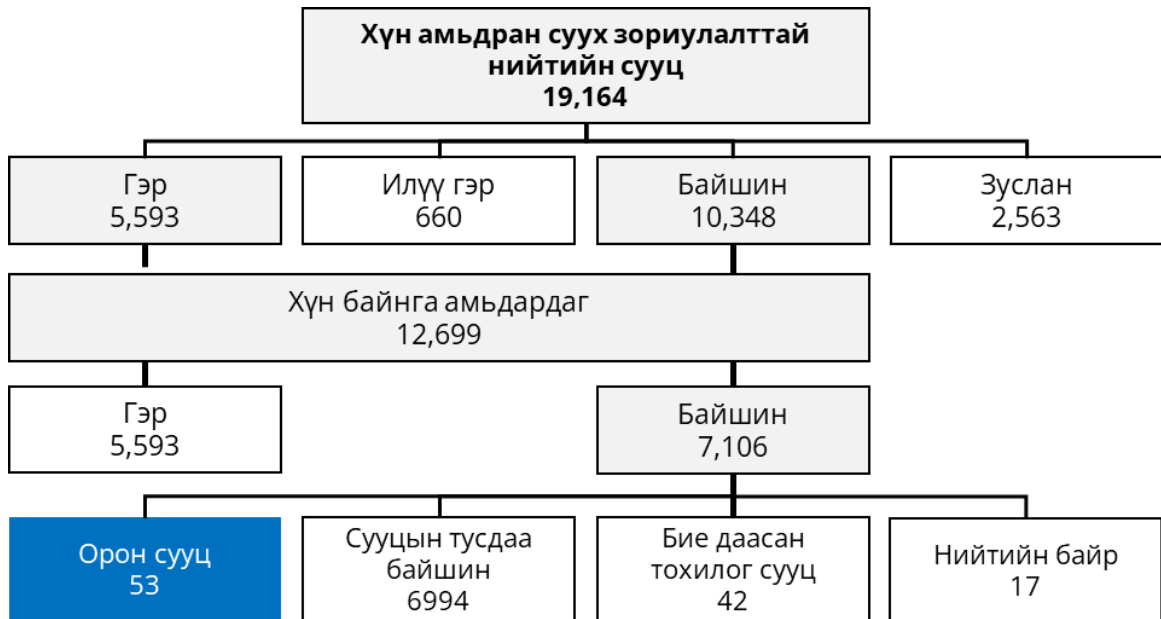 Хүн амьдран суух зориулалттай
нийтийн сууц
19,164
Гэр
5,593
Илүү гэр
660
Байшин
10,348
Зуслан
2,563
Хүн байнга амьдардаг
12,699
Гэр
5,593
Байшин
7,106
Орон сууц
53
Сууцын тусдаа
байшин
6994
Бие даасан
тохилог сууц
42
Нийтийн байр
17